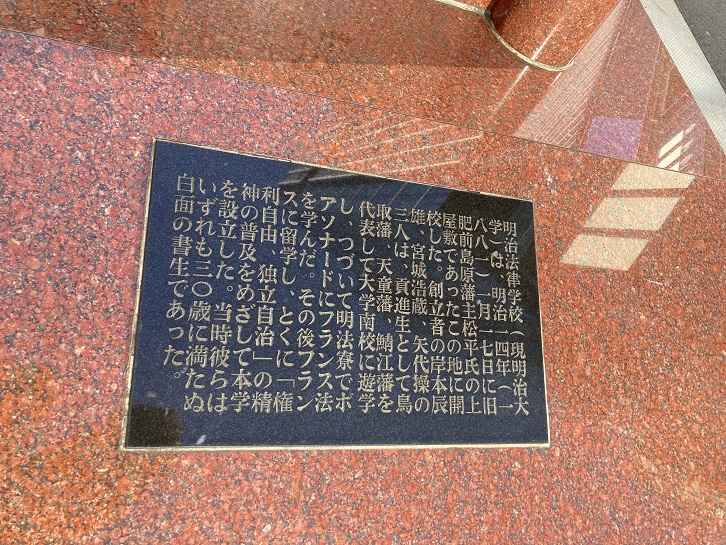 明治法律学校(現明治大
学)は、明治一四年(一
八八一)一月一七日に旧
肥前島原藩主松平氏の上
屋敷であったこの地に開
校した。創立者の岸本辰
雄、宮城浩蔵、矢代操の
三人は、貢進生として鳥
取藩、天童藩、鯖江藩を
代表して大学南校に遊学
し、つづいて明法寮でボ
アソナードにフランス法
を学んだ。その後フラン
スに留学し、とくに「権
利自由、独立自治」の精
神の普及をめざして本学
を設立した。当時彼らは
いずれも三〇歳に満たぬ
白面の書生であった。